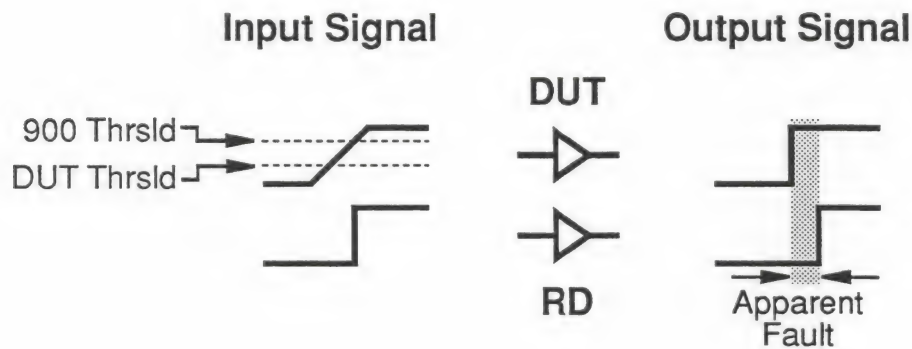 Input Signal
Output Signal
DUT
900 Thrsld
DUT Thrsld
RD
Apparent
Fault